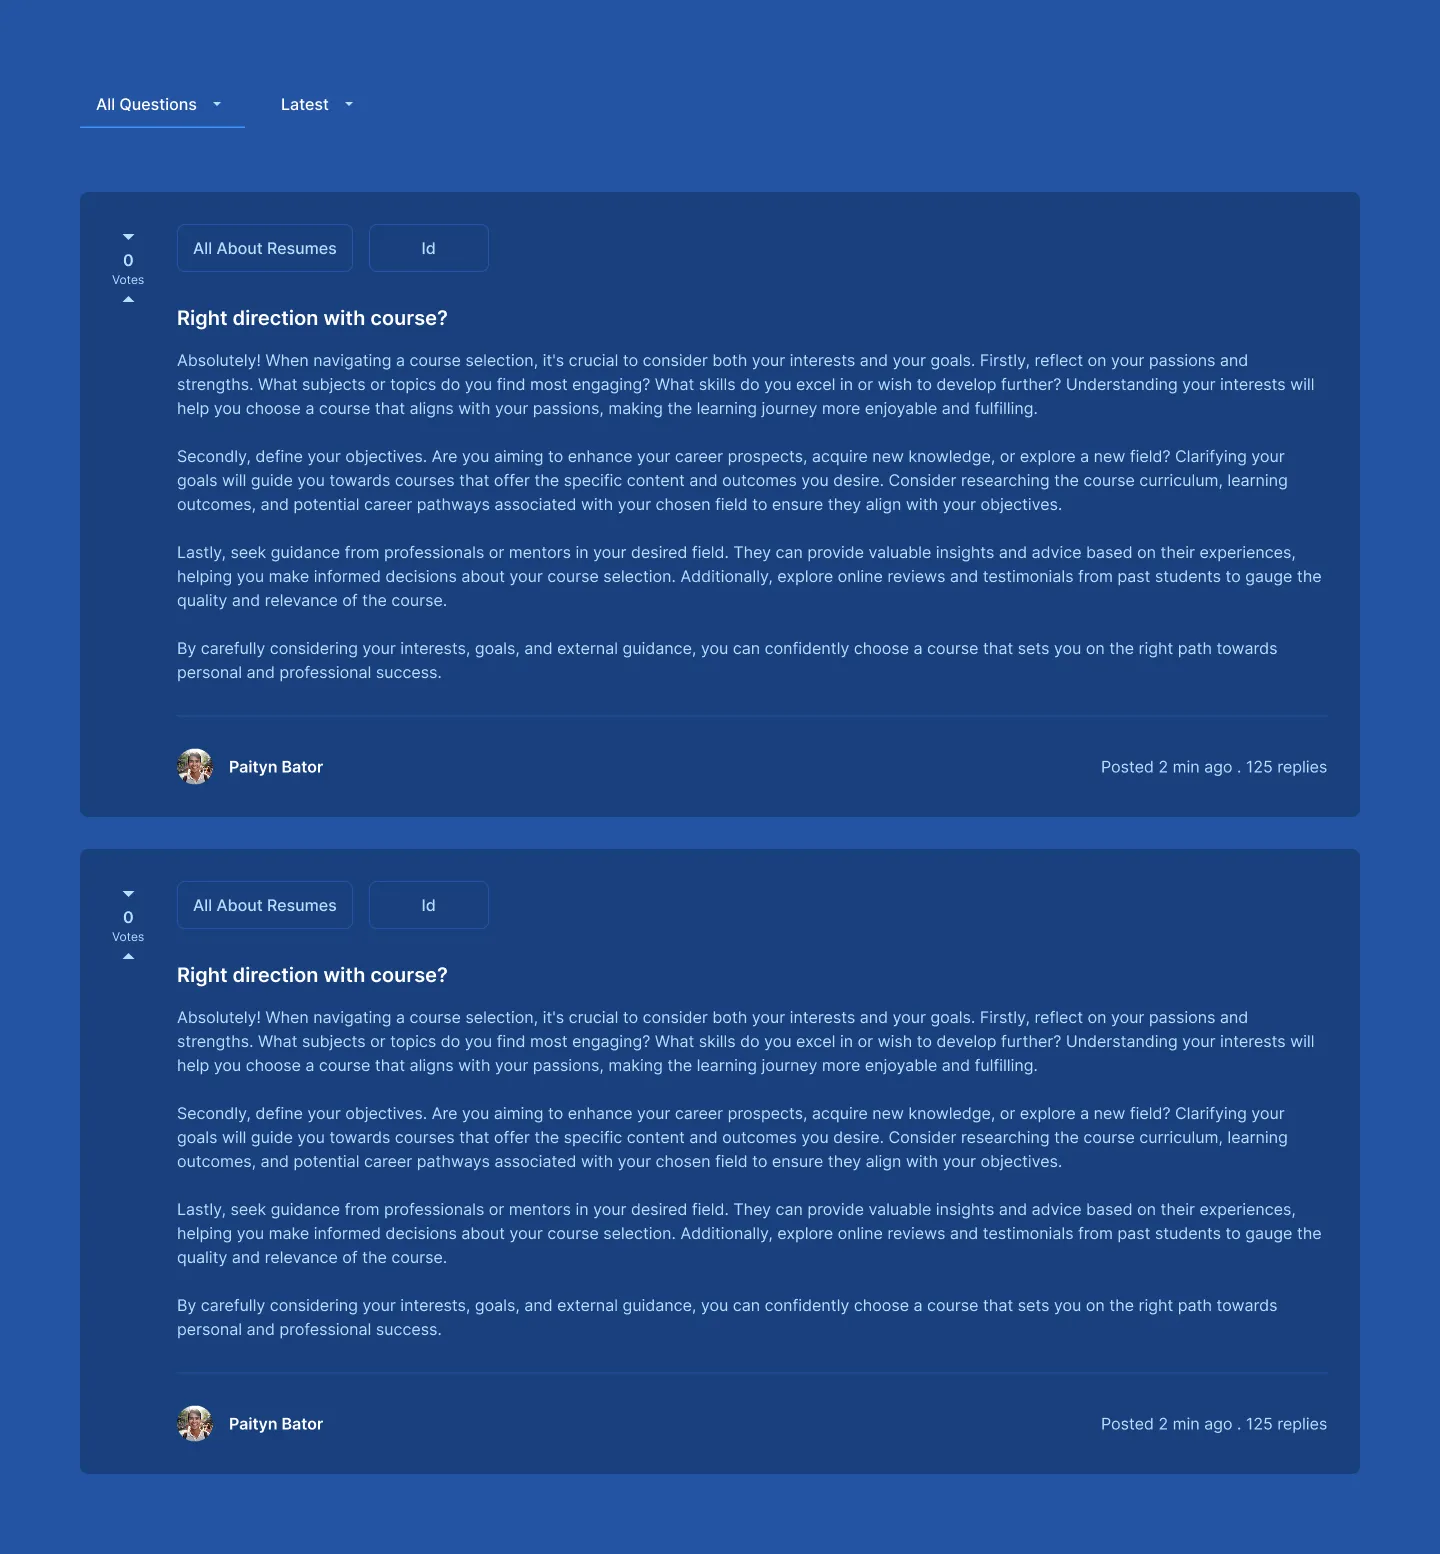 All Questions
Latest
0
Votes
All About Resumes
Id
Right direction with course?
Absolutely! When navigating a course selection, it's crucial to consider both your interests and your goals. Firstly, reflect on your passions and
strengths. What subjects or topics do you find most engaging? What skills do you excel in or wish to develop further? Understanding your interests will
help you choose a course that aligns with your passions, making the learning journey more enjoyable and fulfilling.
Secondly, define your objectives. Are you aiming to enhance your career prospects, acquire new knowledge, or explore a new field? Clarifying your
goals will guide you towards courses that offer the specific content and outcomes you desire. Consider researching the course curriculum, learning
outcomes, and potential career pathways associated with your chosen field to ensure they align with your objectives.
Lastly, seek guidance from professionals or mentors in your desired field. They can provide valuable insights and advice based on their experiences,
helping you make informed decisions about your course selection. Additionally, explore online reviews and testimonials from past students to gauge the
quality and relevance of the course.
By carefully considering your interests, goals, and external guidance, you can confidently choose a course that sets you on the right path towards
personal and professional success.
Paityn Bator
Posted 2 min ago . 125 replies
0
Votes
All About Resumes
Id
Right direction with course?
Absolutely! When navigating a course selection, it's crucial to consider both your interests and your goals. Firstly, reflect on your passions and
strengths. What subjects or topics do you find most engaging? What skills do you excel in or wish to develop further? Understanding your interests will
help you choose a course that aligns with your passions, making the learning journey more enjoyable and fulfilling.
Secondly, define your objectives. Are you aiming to enhance your career prospects, acquire new knowledge, or explore a new field? Clarifying your
goals will guide you towards courses that offer the specific content and outcomes you desire. Consider researching the course curriculum, learning
outcomes, and potential career pathways associated with your chosen field to ensure they align with your objectives.
Lastly, seek guidance from professionals or mentors in your desired field. They can provide valuable insights and advice based on their experiences,
helping you make informed decisions about your course selection. Additionally, explore online reviews and testimonials from past students to gauge the
quality and relevance of the course.
By carefully considering your interests, goals, and external guidance, you can confidently choose a course that sets you on the right path towards
personal and professional success.
Paityn Bator
Posted 2 min ago . 125 replies